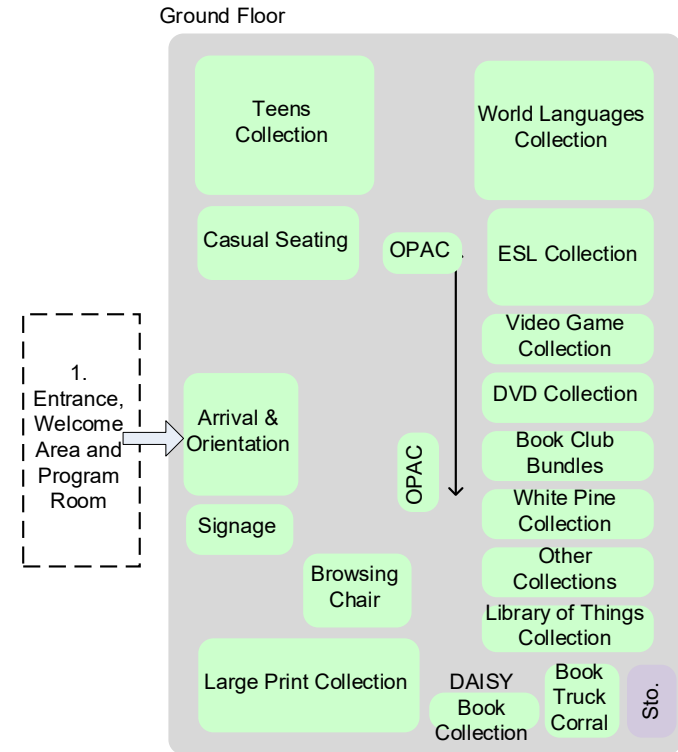 Ground Floor
Teens
Collection
World Languages
Collection
Casual Seating
OPAC
ESL Collection
Video Game
Collection
1.
Entrance,
Welcome
Area and
Program
Room
Arrival &
Orientation
DVD Collection
OPAC
Book Club
Bundles
White Pine
Collection
Signage
Other
Collections
Browsing
Chair
Library of Things
Collection
Large Print Collection
DAISY
Book
Collection
Book
Truck
Corral
Sto.